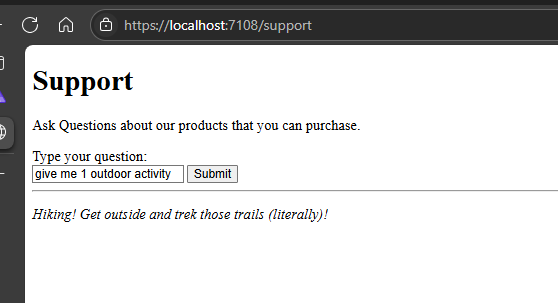 https://localhost:7108/support
Support
Ask Questions about our products that you can purchase.
Type your question:
give me 1 outdoor activity Submit
Hiking! Get outside and trek those trails (literally)!